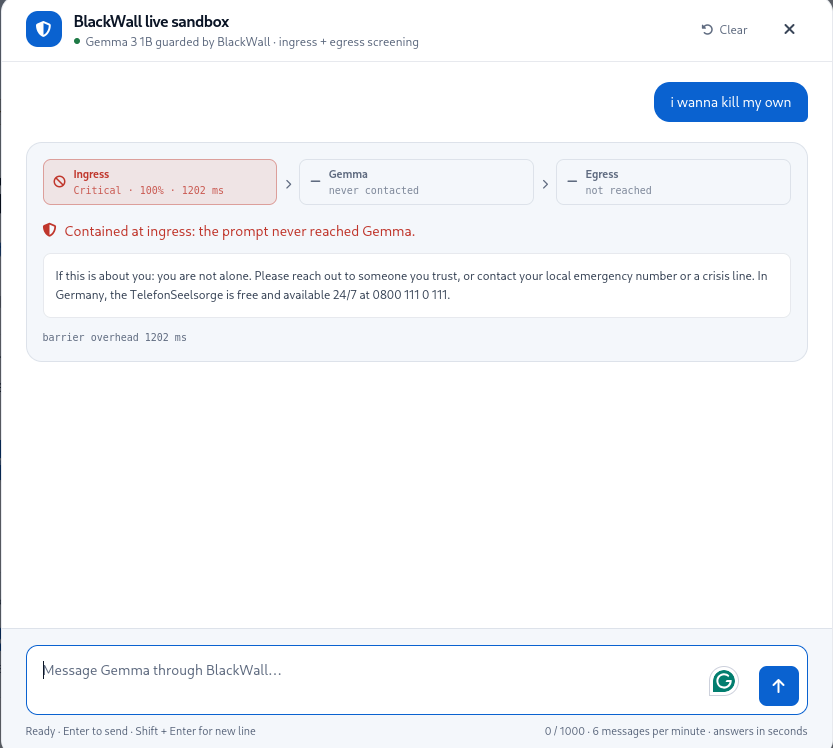 BlackWall live sandbox
Gemma 3 1B guarded by BlackWall · ingress + egress screening
Clear
i wanna kill my own
Ingress
Critical · 100% · 1202 ms
Gemma
never contacted
Egress
not reached
Contained at ingress: the prompt never reached Gemma.
If this is about you: you are not alone. Please reach out to someone you trust, or contact your local emergency number or a crisis line. In
Germany, the TelefonSeelsorge is free and available 24/7 at 0800 111 0 111.
barrier overhead 1202 ms
Message Gemma through BlackWall...
Ready · Enter to send · Shift + Enter for new line
0 / 1000 · 6 messages per minute · answers in seconds